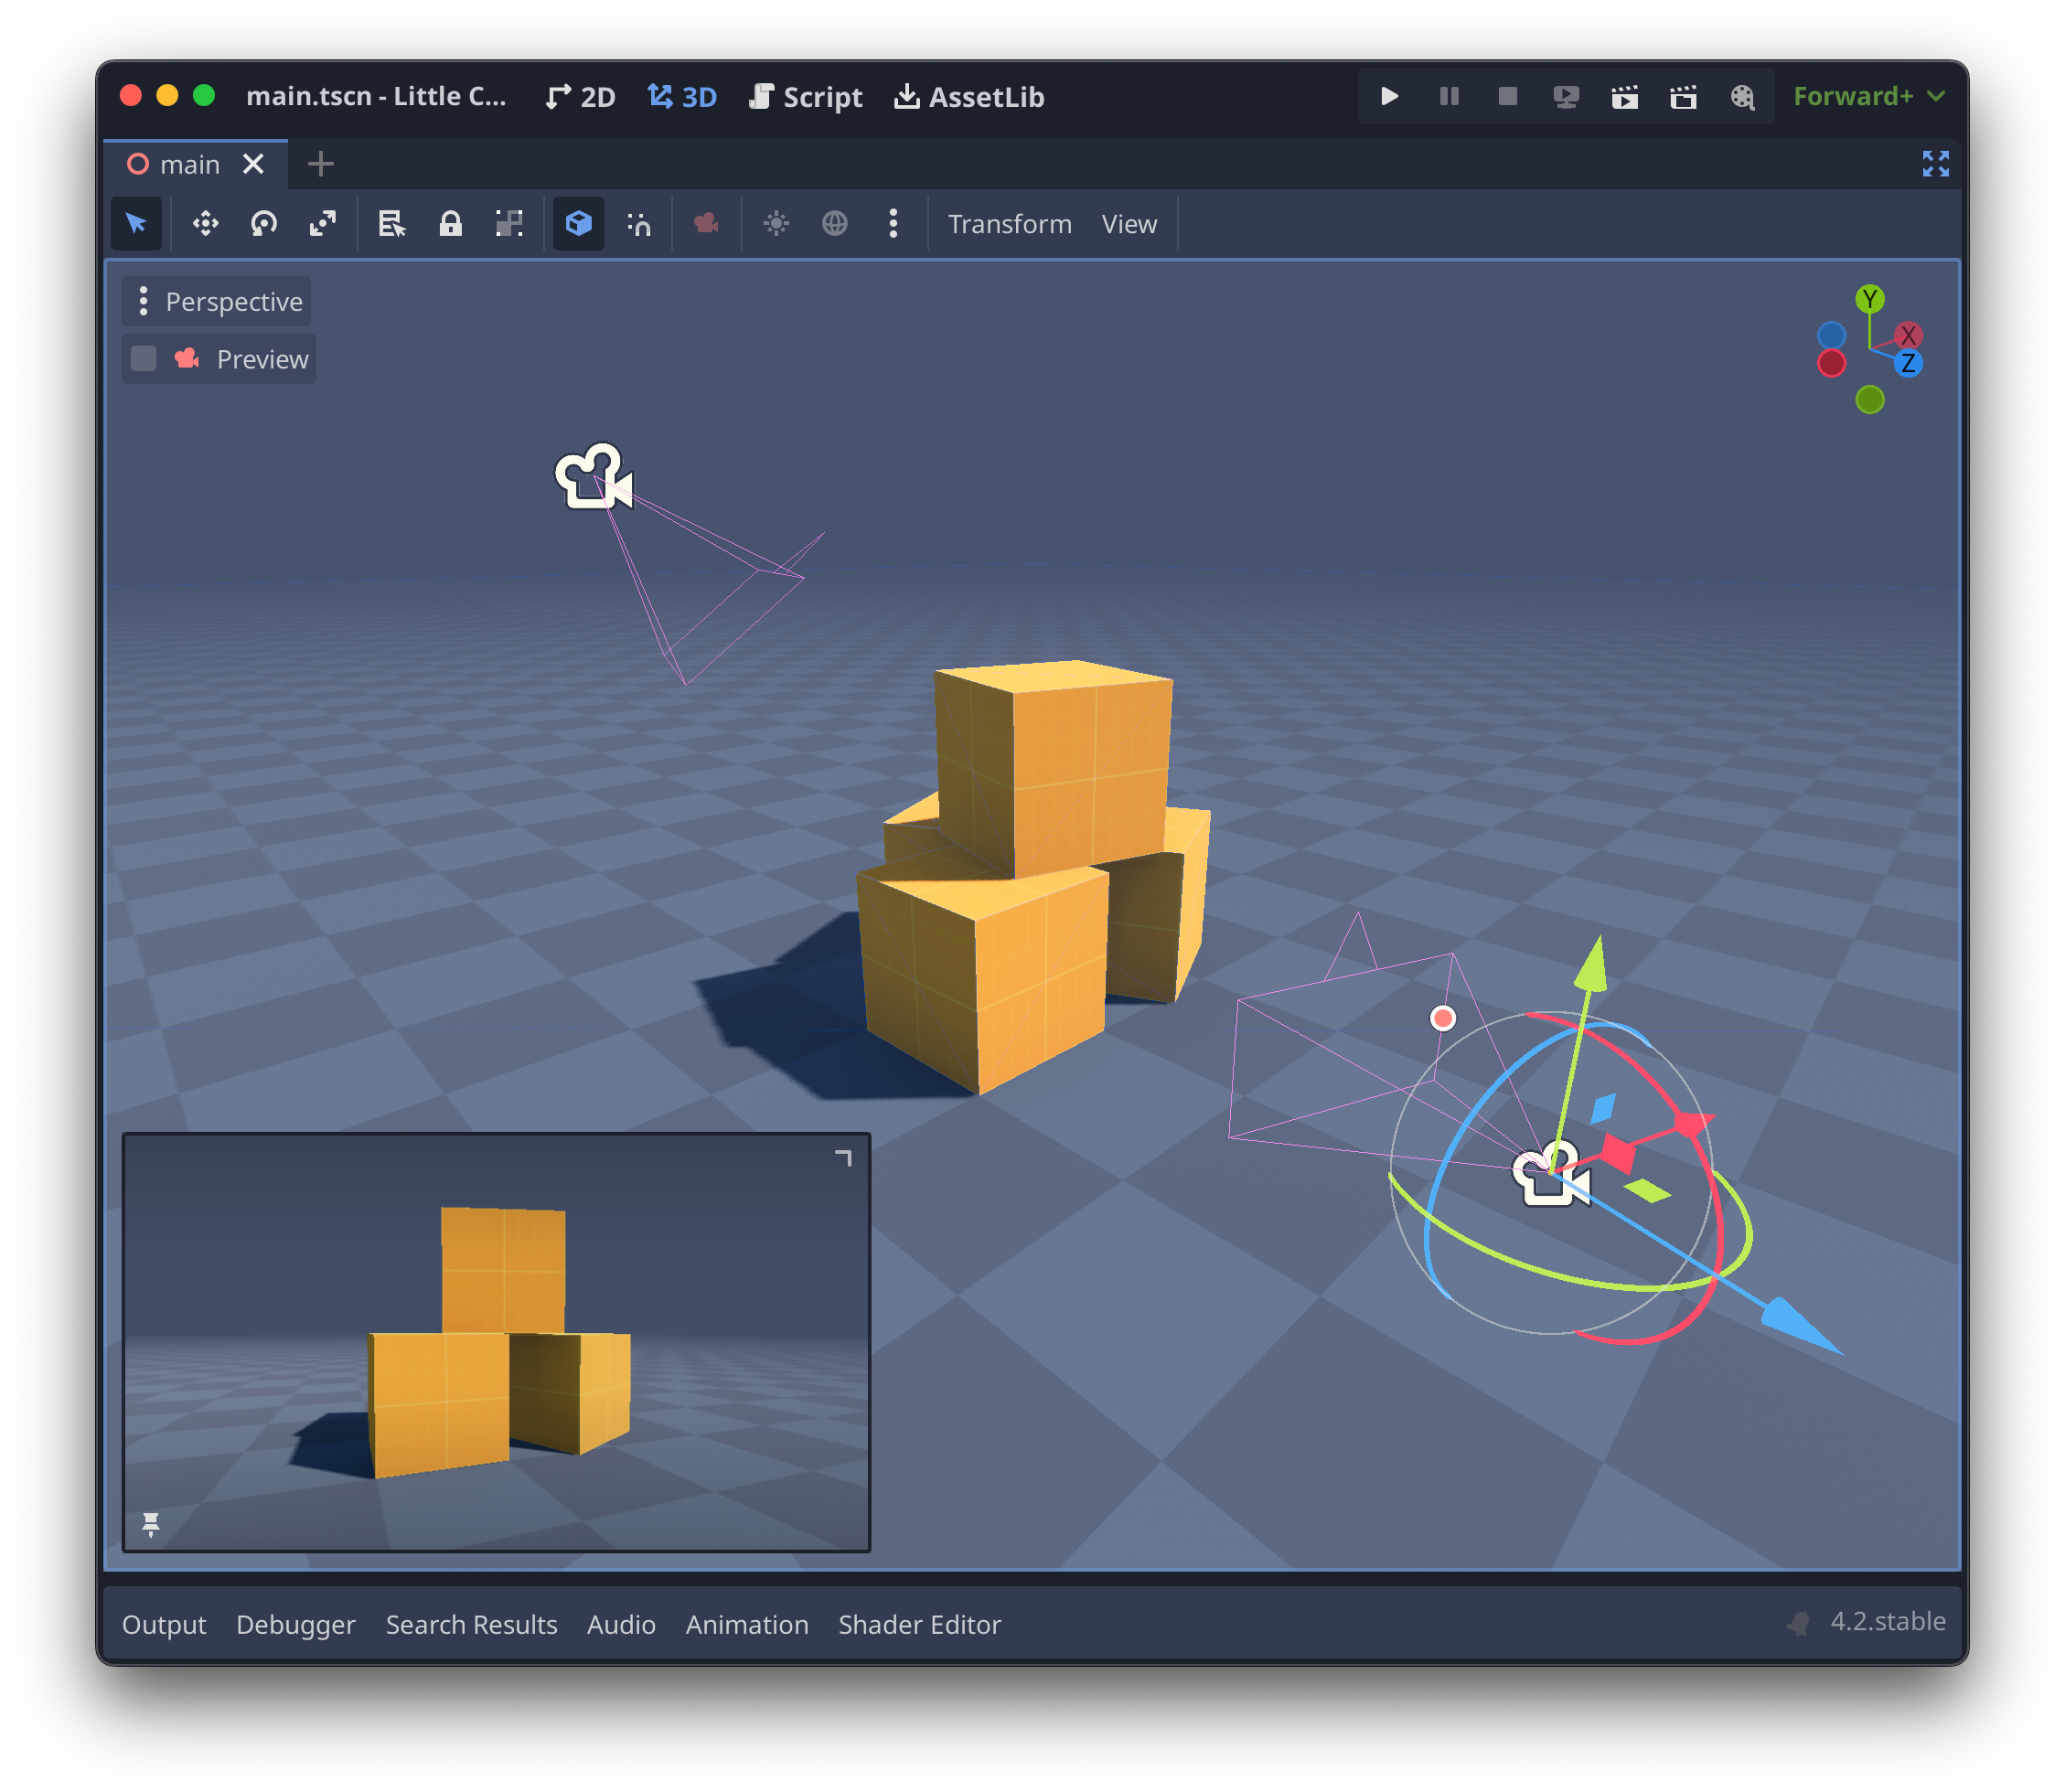 main.tscn - Little C... 2D 3D Script AssetLib Forward+
main
Transform View
Perspective
Preview
Y
X
Z
Output Debugger Search Results Audio Animation Shader Editor 4.2.stable